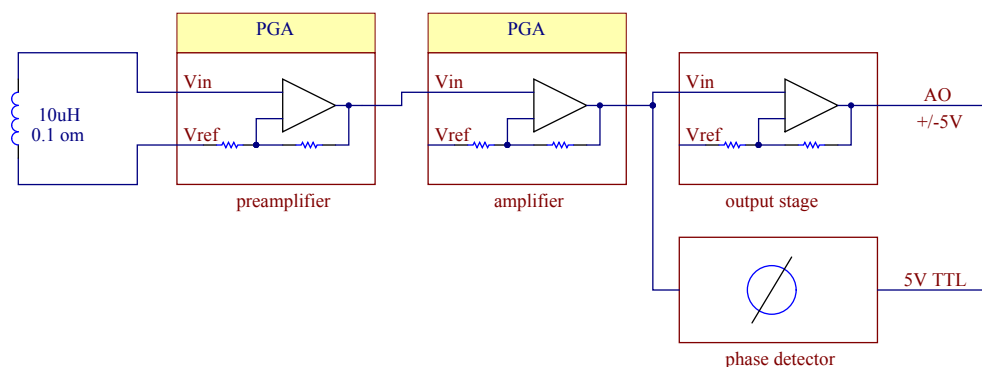 PGA
PGA
Vin
Vin
Vin
10uH
0.1 om
AO
+/-5V
Vref
Vref
Vref
preamplifier
amplifier
output stage
5V TTL
phase detector